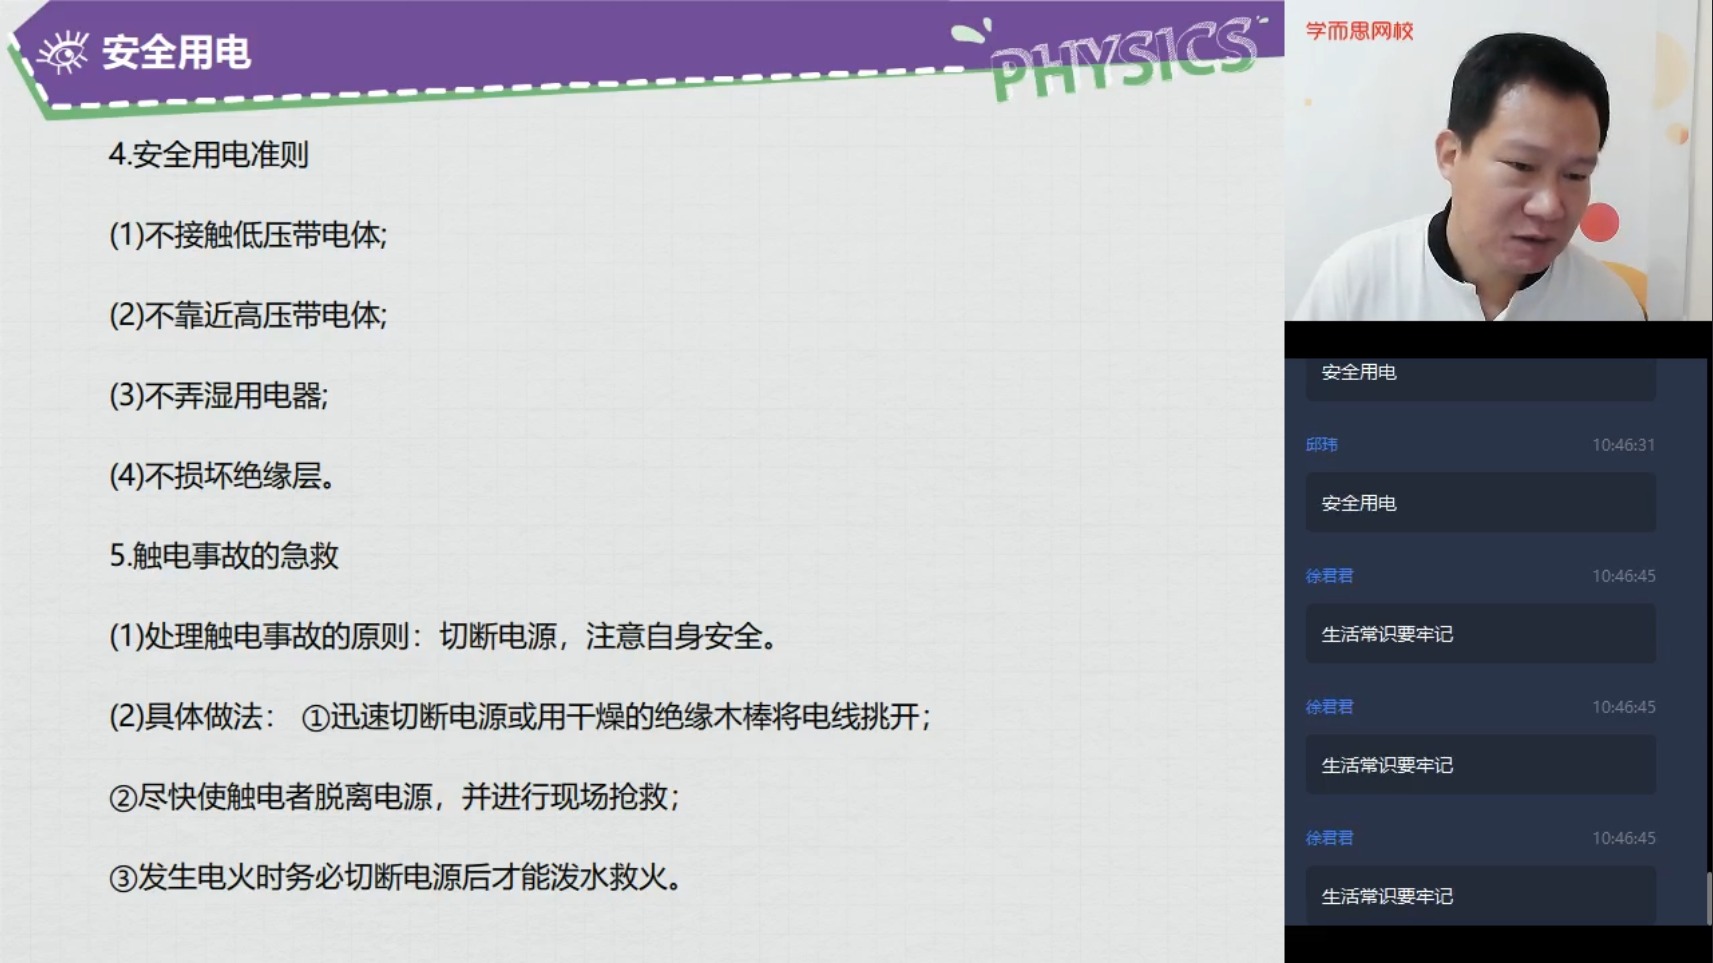 安全用电
PHYSICS
4.安全用电准则
(1)不接触低压带电体;
(2)不靠近高压带电体;
(3)不弄湿用电器;
(4)不损坏绝缘层。
5.触电事故的急救
(1)处理触电事故的原则：切断电源，注意自身安全。
(2)具体做法： ①迅速切断电源或用干燥的绝缘木棒将电线挑开；
②尽快使触电者脱离电源，并进行现场抢救；
③发生电火时务必切断电源后才能泼水救火。
学而思网校
安全用电
邱玮 10:46:31
安全用电
徐君君 10:46:45
生活常识要牢记
徐君君 10:46:45
生活常识要牢记
徐君君 10:46:45
生活常识要牢记